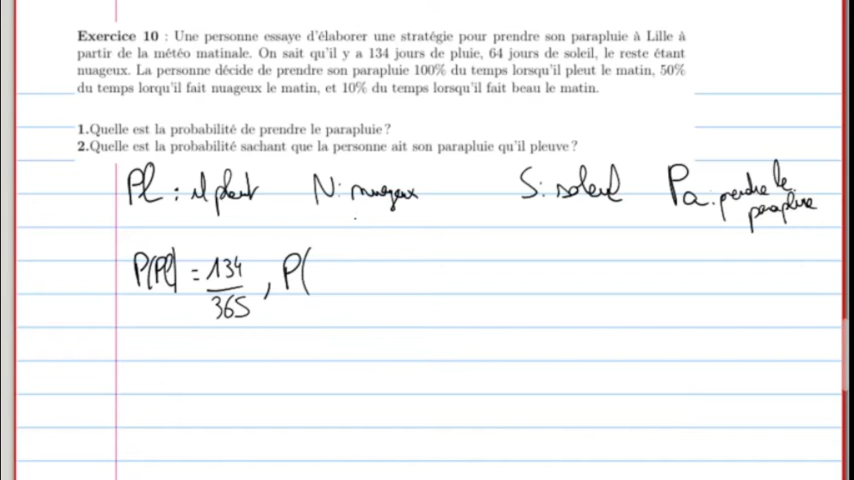 Exercice 10 : Une personne essaye d'élaborer une stratégie pour prendre son parapluie à Lille à
partir de la météo matinale. On sait qu'il y a 134 jours de pluie, 64 jours de soleil, le reste étant
nuageux. La personne décide de prendre son parapluie 100% du temps lorsqu'il pleut le matin, 50%
du temps lorqu'il fait nuageux le matin, et 10% du temps lorsqu'il fait beau le matin.
1.Quelle est la probabilité de prendre le parapluie ?
2.Quelle est la probabilité sachant que la personne ait son parapluie qu'il pleuve ?
Pl : il pleut N : nuageux S : soleil Pa : prendre le
parapluie
P(Pl) = 134/365 , P(